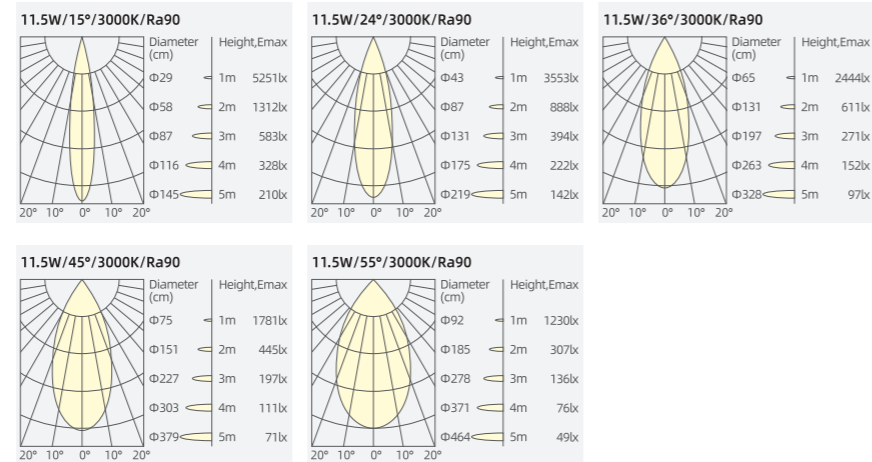 11.5W/15°/3000K/Ra90
Diameter (cm) Height,Emax
Φ29 1m 5251lx
Φ58 2m 1312lx
Φ87 3m 583lx
Φ116 4m 328lx
Φ145 5m 210lx
20° 10° 0° 10° 20°
11.5W/24°/3000K/Ra90
Diameter (cm) Height,Emax
Φ43 1m 3553lx
Φ87 2m 888lx
Φ131 3m 394lx
Φ175 4m 222lx
Φ219 5m 142lx
20° 10° 0° 10° 20°
11.5W/36°/3000K/Ra90
Diameter (cm) Height,Emax
Φ65 1m 2444lx
Φ131 2m 611lx
Φ197 3m 271lx
Φ263 4m 152lx
Φ328 5m 97lx
20° 10° 0° 10° 20°
11.5W/45°/3000K/Ra90
Diameter (cm) Height,Emax
Φ75 1m 1781lx
Φ151 2m 445lx
Φ227 3m 197lx
Φ303 4m 111lx
Φ379 5m 71lx
20° 10° 0° 10° 20°
11.5W/55°/3000K/Ra90
Diameter (cm) Height,Emax
Φ92 1m 1230lx
Φ185 2m 307lx
Φ278 3m 136lx
Φ371 4m 76lx
Φ464 5m 49lx
20° 10° 0° 10° 20°